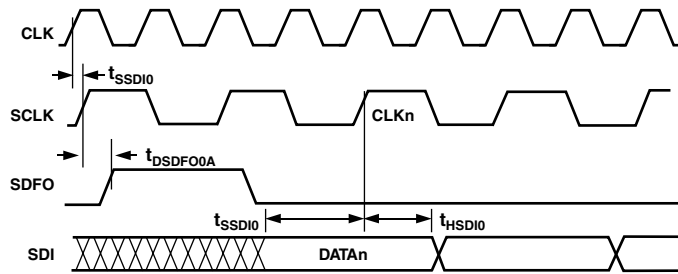 CLK
tSSDI0
SCLK
CLKn
tDSDFO0A
SDFO
tSSDI0
tHSDI0
SDI
DATAn